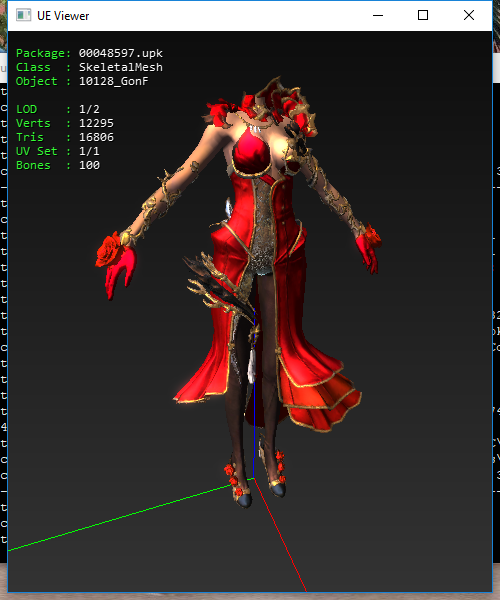 UE Viewer
Package: 00048597.upk
Class : SkeletalMesh
Object : 10128_GonF
LOD : 1/2
Verts : 12295
Tris : 16806
UV Set : 1/1
Bones : 100